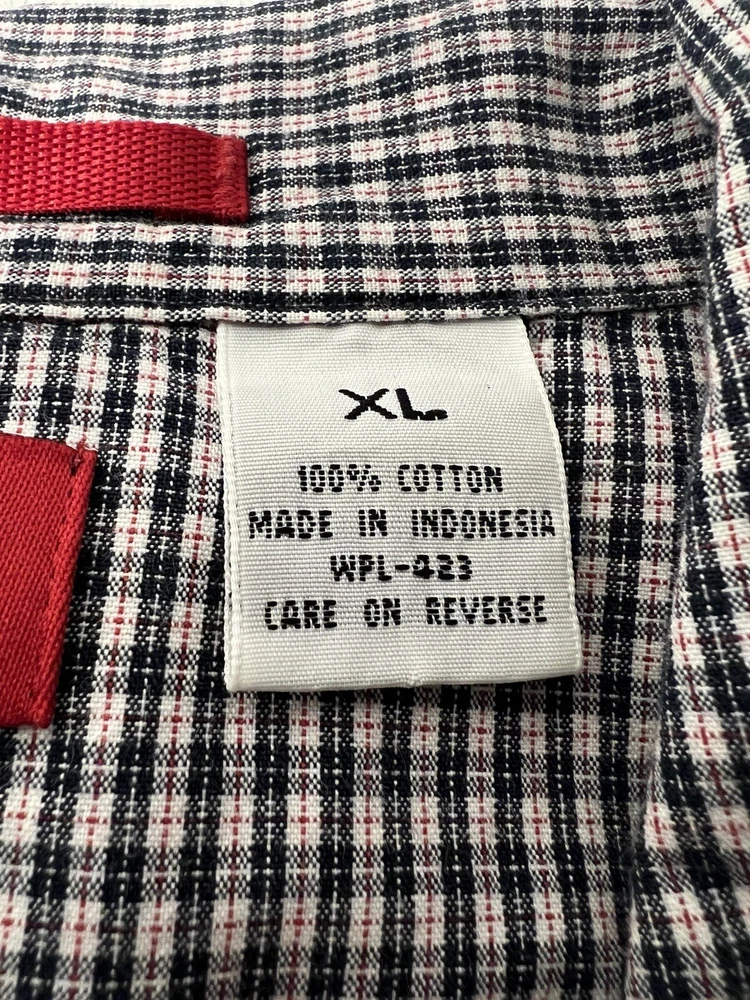 XL
100% COTTON
MADE IN INDONESIA
WPL-423
CARE ON REVERSE